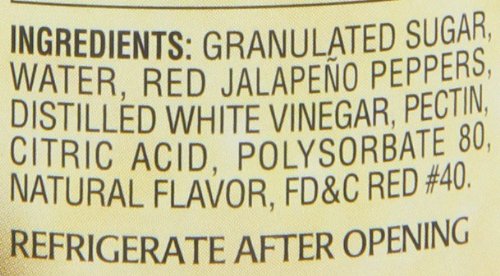 INGREDIENTS: GRANULATED SUGAR,
WATER, RED JALAPEÑO PEPPERS,
DISTILLED WHITE VINEGAR, PECTIN,
CITRIC ACID, POLYSORBATE 80,
NATURAL FLAVOR, FD&C RED #40.
REFRIGERATE AFTER OPENING